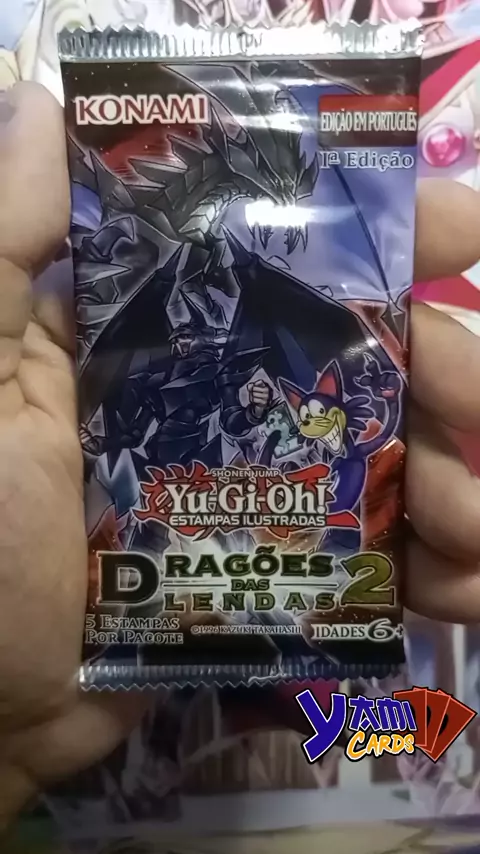 KONAMI
EDIÇÃO EM PORTUGUÊS
1ª Edição
SHONEN JUMP
Yu-Gi-Oh!
ESTAMPAS ILUSTRADAS
DRAGÕES
DAS
LENDAS 2
5 ESTAMPAS
POR PACOTE
©1996 KAZUKI TAKAHASHI
IDADES 6+
YAMI
CARDS